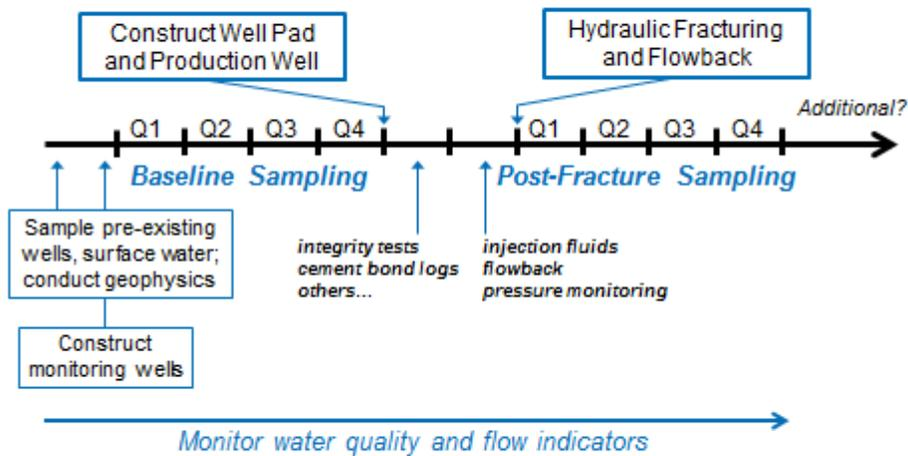 Construct Well Pad
and Production Well
Hydraulic Fracturing
and Flowback
Additional?
Q1 Q2 Q3 Q4 Q1 Q2 Q3 Q4
Baseline Sampling
Post-Fracture Sampling
Sample pre-existing
wells, surface water;
conduct geophysics
integrity tests
cement bond logs
others...
injection fluids
flowback
pressure monitoring
Construct
monitoring wells
Monitor water quality and flow indicators